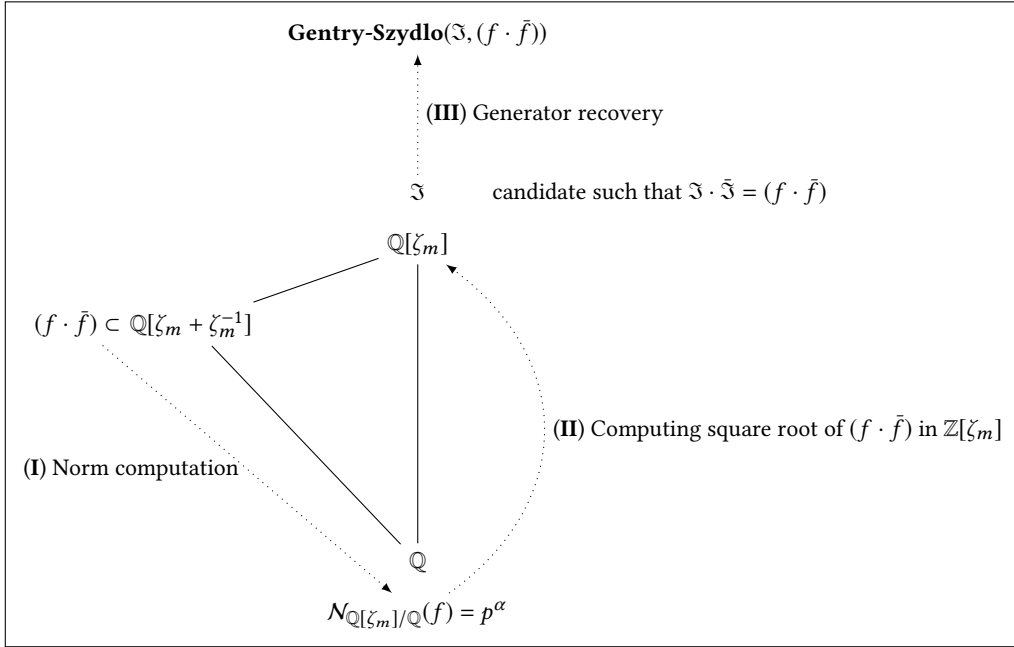 Gentry-Szydlo(ℑ, (f · f̄))
(III) Generator recovery
ℑ candidate such that ℑ · ℑ̄ = (f · f̄)
ℚ[ζ_m]
(f · f̄) ⊂ ℚ[ζ_m + ζ_m^{-1}]
(II) Computing square root of (f · f̄) in ℤ[ζ_m]
(I) Norm computation
ℚ
𝒩_{ℚ[ζ_m]/ℚ}(f) = p^α